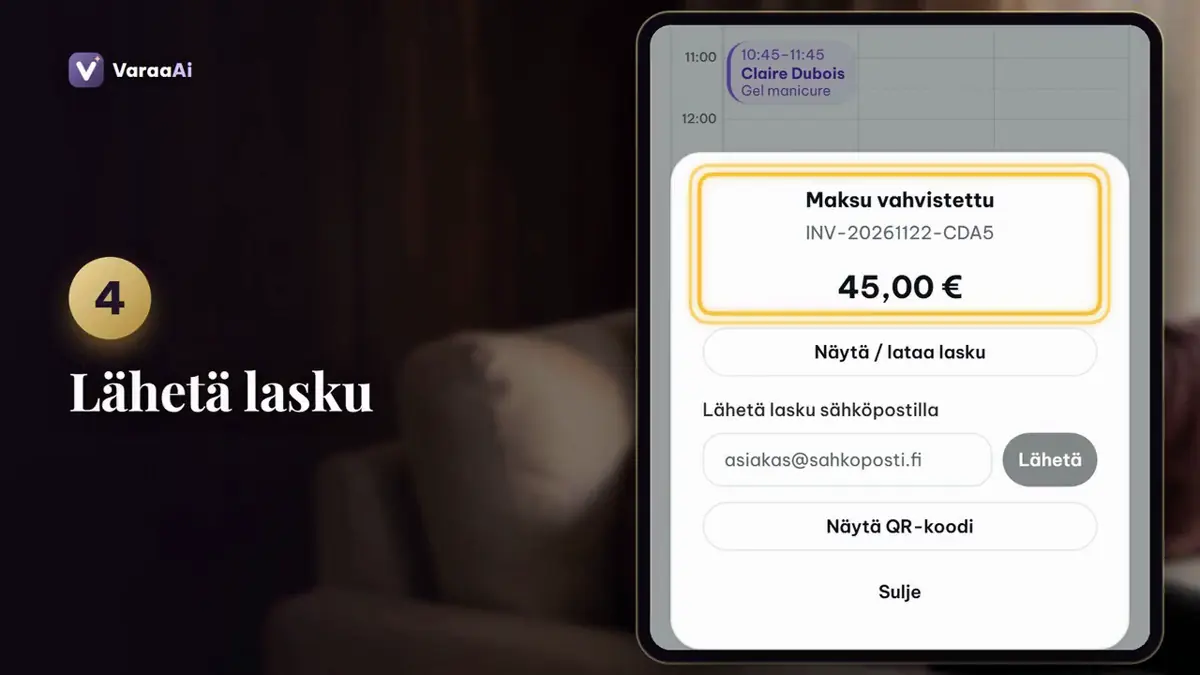 VaraaAi
4
Lähetä lasku
11:00
10:45–11:45
Claire Dubois
Gel manicure
12:00
Maksu vahvistettu
INV-20261122-CDA5
45,00 €
Näytä / lataa lasku
Lähetä lasku sähköpostilla
asiakas@sahkoposti.fi
Lähetä
Näytä QR-koodi
Sulje